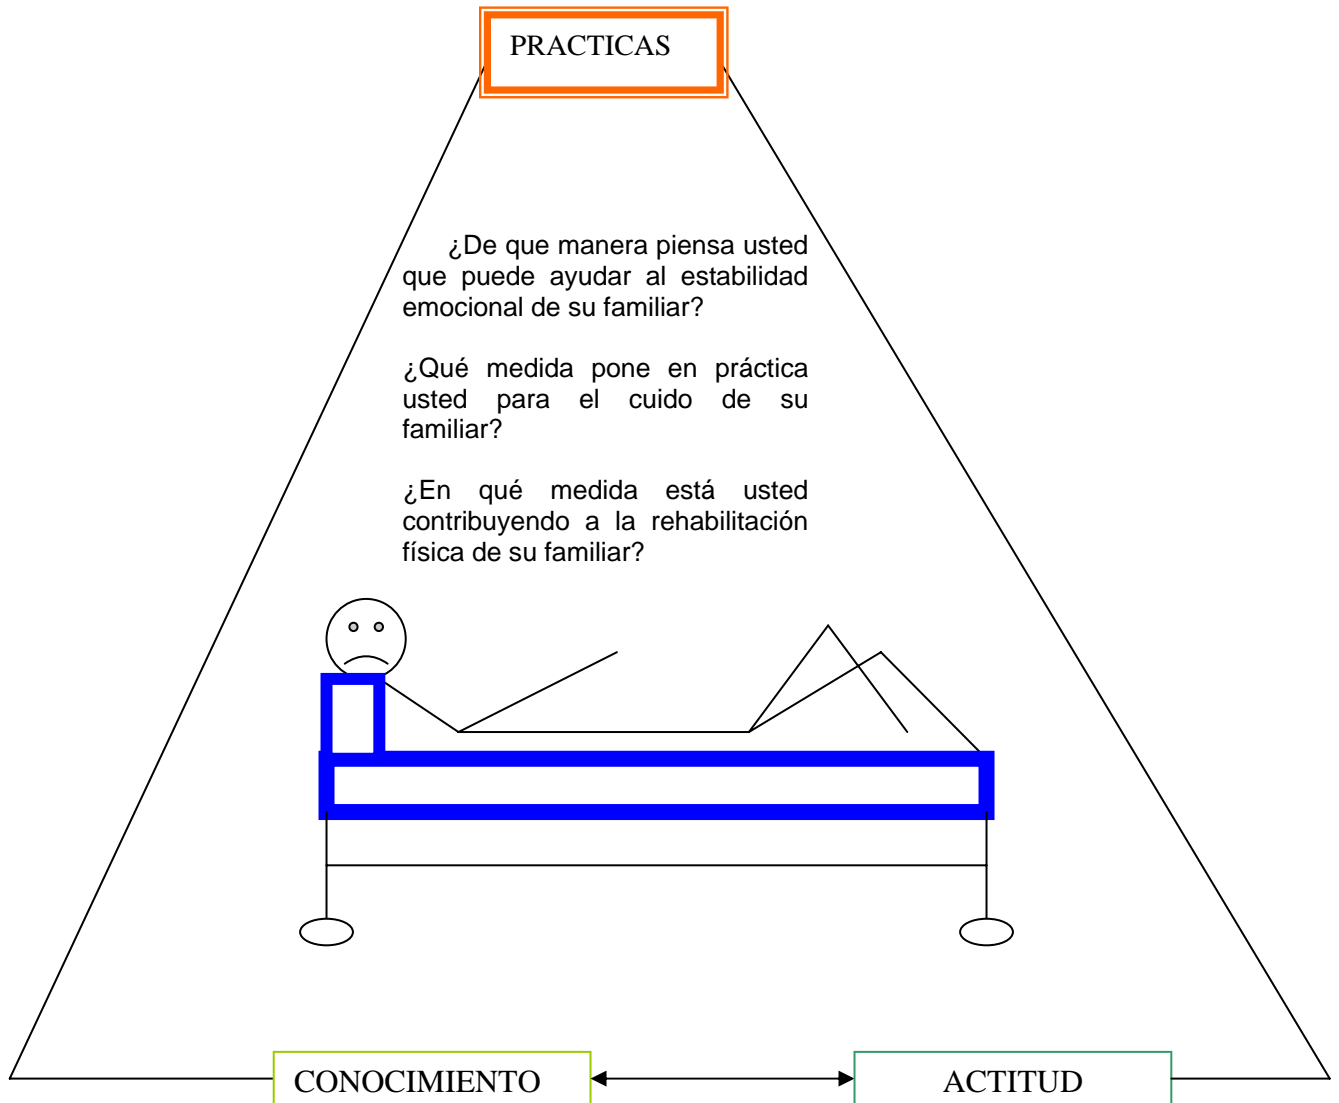 PRACTICAS
¿De que manera piensa usted
que puede ayudar al estabilidad
emocional de su familiar?
¿Qué medida pone en práctica
usted para el cuido de su
familiar?
¿En qué medida está usted
contribuyendo a la rehabilitación
física de su familiar?
CONOCIMIENTO
ACTITUD